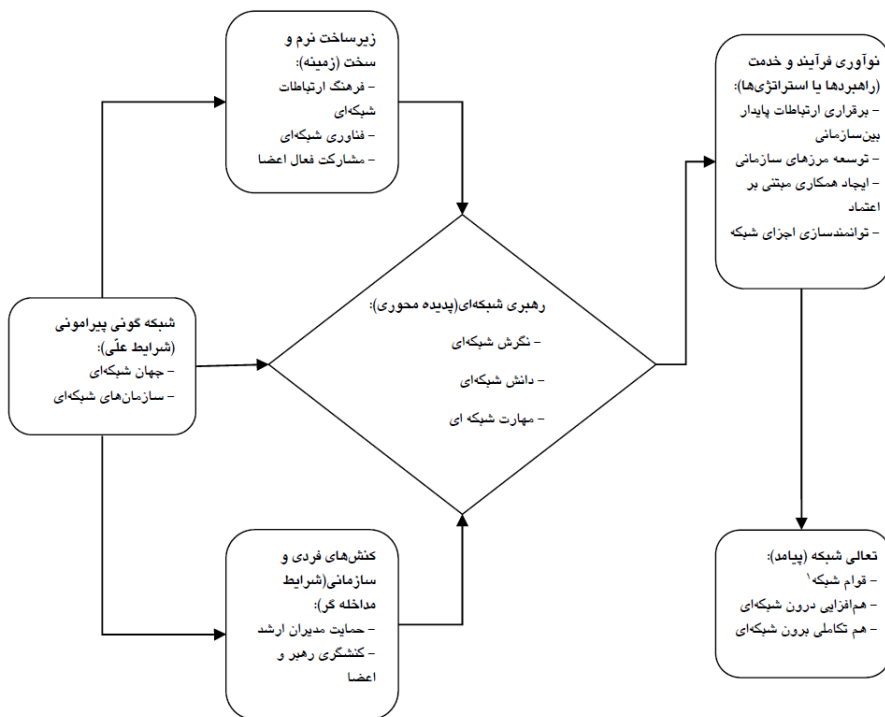 زیرساخت نرم و
سخت (زمینه):
– فرهنگ ارتباطات
شبکه‌ای
– فناوری شبکه‌ای
– مشارکت فعال اعضا
نوآوری فرآیند و خدمت
(راهبردها یا استراتژی‌ها):
– برقراری ارتباطات پایدار
بین‌سازمانی
– توسعه مرزهای سازمانی
– ایجاد همکاری مبتنی بر
اعتماد
– توانمندسازی اجزای شبکه
شبکه گونی پیرامونی
(شرایط علّی):
– جهان شبکه‌ای
– سازمان‌های شبکه‌ای
رهبری شبکه‌ای(پدیده محوری):
– نگرش شبکه‌ای
– دانش شبکه‌ای
– مهارت شبکه ای
کنش‌های فردی و
سازمانی(شرایط
مداخله گر):
– حمایت مدیران ارشد
– کنشگری رهبر و
اعضا
تعالی شبکه (پیامد):
– قوام شبکه۱
– هم‌افزایی درون شبکه‌ای
– هم تکاملی برون شبکه‌ای